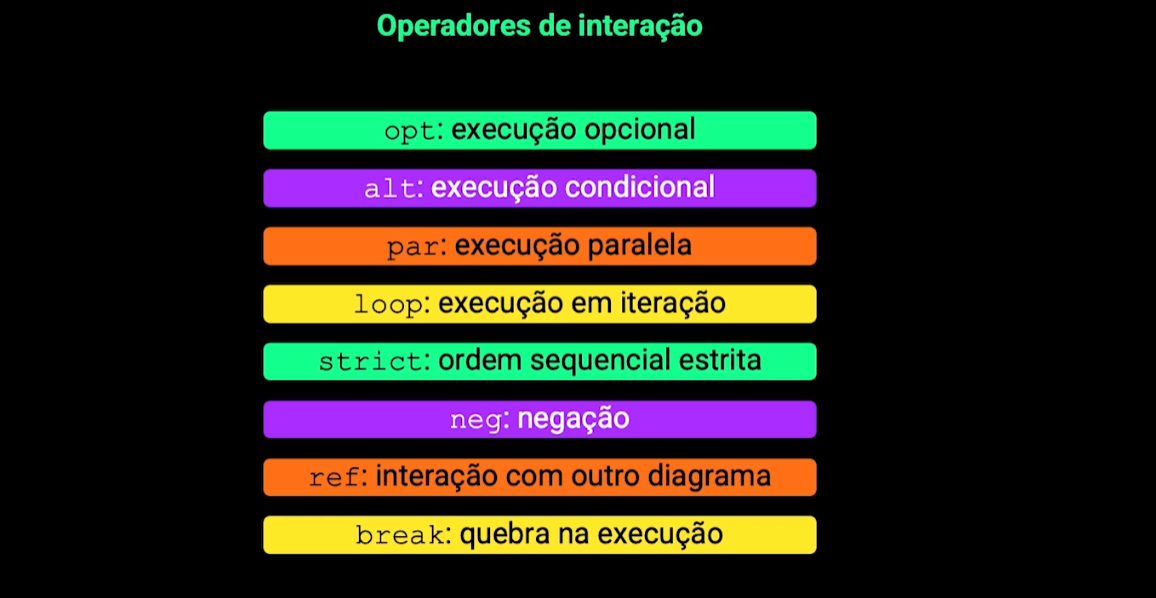 Operadores de interação
opt: execução opcional
alt: execução condicional
par: execução paralela
loop: execução em iteração
strict: ordem sequencial estrita
neg: negação
ref: interação com outro diagrama
break: quebra na execução